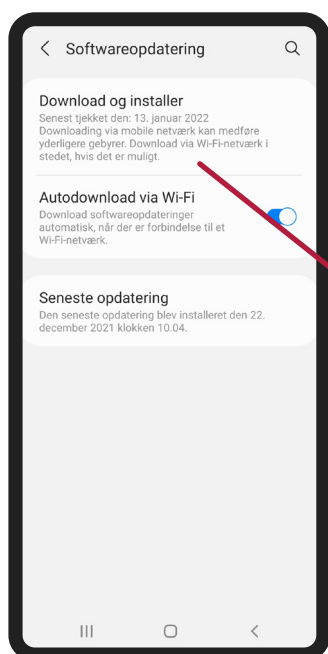 Softwareopdatering
Download og installer
Senest tjekket den: 13. januar 2022
Downloading via mobile netværk kan medføre
yderligere gebyrer. Download via Wi-Fi-netværk i
stedet, hvis det er muligt.
Autodownload via Wi-Fi
Download softwareopdateringer
automatisk, når der er forbindelse til et
Wi-Fi-netværk.
Seneste opdatering
Den seneste opdatering blev installeret den 22.
december 2021 klokken 10.04.